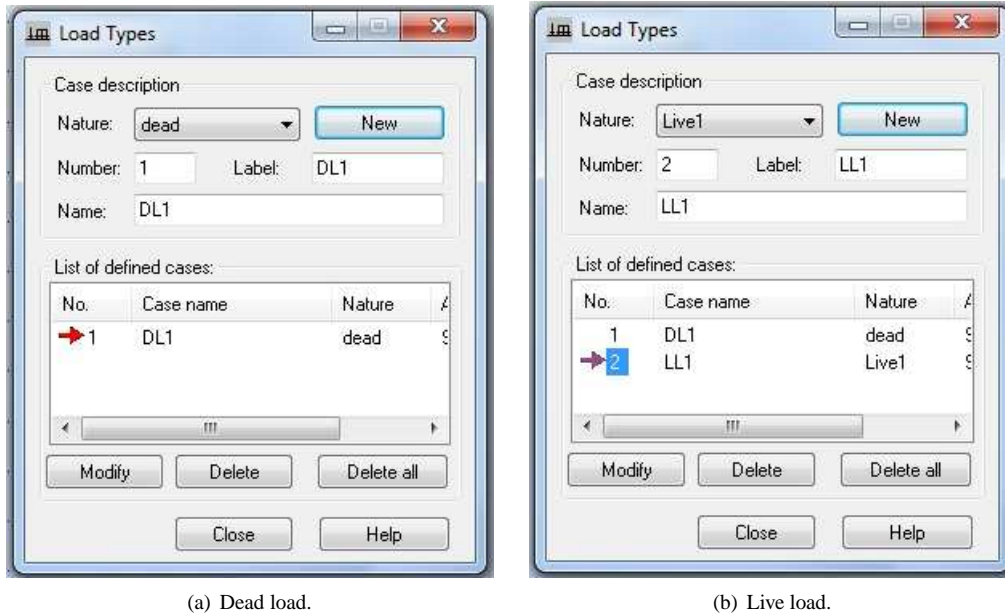 Load Types
Case description
Nature: dead New
Number: 1 Label: DL1
Name: DL1
List of defined cases:
No. Case name Nature
1 DL1 dead
Modify Delete Delete all
Close Help
(a) Dead load.
Load Types
Case description
Nature: Live1 New
Number: 2 Label: LL1
Name: LL1
List of defined cases:
No. Case name Nature
1 DL1 dead
2 LL1 Live1
Modify Delete Delete all
Close Help
(b) Live load.